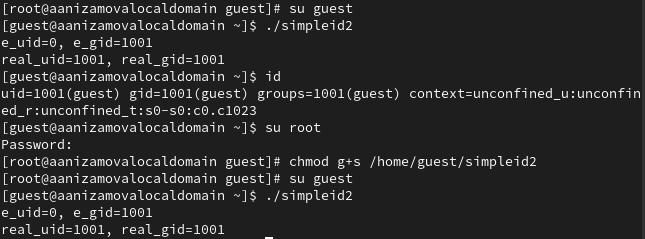 [root@aanizamovalocaldomain guest]# su guest
[guest@aanizamovalocaldomain ~]$ ./simpleid2
e_uid=0, e_gid=1001
real_uid=1001, real_gid=1001
[guest@aanizamovalocaldomain ~]$ id
uid=1001(guest) gid=1001(guest) groups=1001(guest) context=unconfined_u:unconfin
ed_r:unconfined_t:s0-s0:c0.c1023
[guest@aanizamovalocaldomain ~]$ su root
Password:
[root@aanizamovalocaldomain guest]# chmod g+s /home/guest/simpleid2
[root@aanizamovalocaldomain guest]# su guest
[guest@aanizamovalocaldomain ~]$ ./simpleid2
e_uid=0, e_gid=1001
real_uid=1001, real_gid=1001